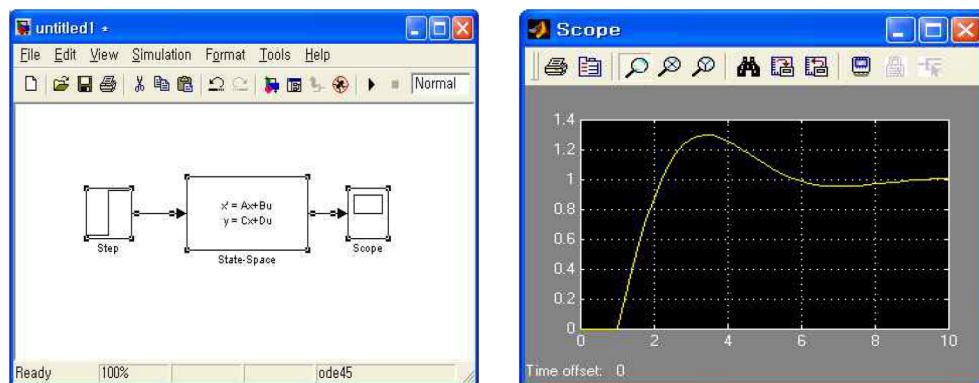 untitled1 *
File Edit View Simulation Format Tools Help
Normal
x' = Ax+Bu
y = Cx+Du
Step
State-Space
Scope
Ready 100% ode45
Scope
1.4
1.2
1
0.8
0.6
0.4
0.2
0
0 2 4 6 8 10
Time offset: 0